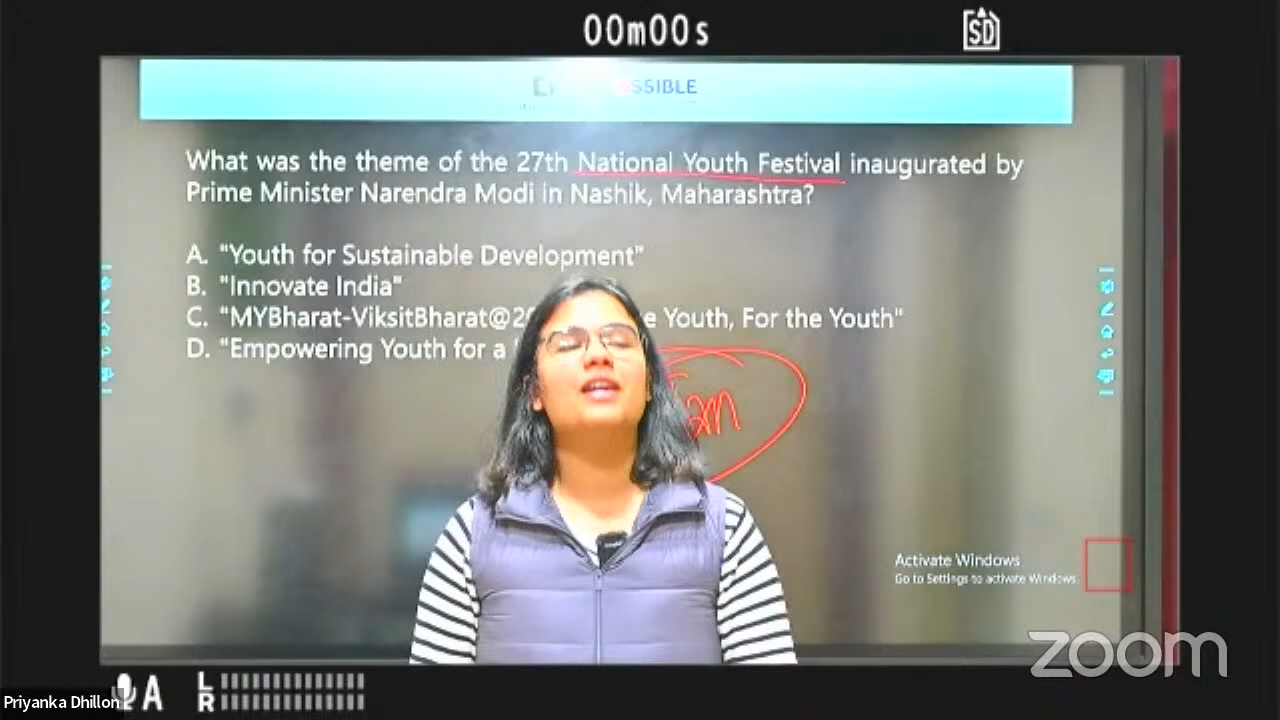 00m00s
SD
SSIBLE
What was the theme of the 27th National Youth Festival inaugurated by
Prime Minister Narendra Modi in Nashik, Maharashtra?
A. "Youth for Sustainable Development"
B. "Innovate India"
C. "MYBharat-ViksitBharat@2 e Youth, For the Youth"
D. "Empowering Youth for a
Activate Windows
Go to Settings to activate Windows.
zoom
Priyanka Dhillon
A
L
R